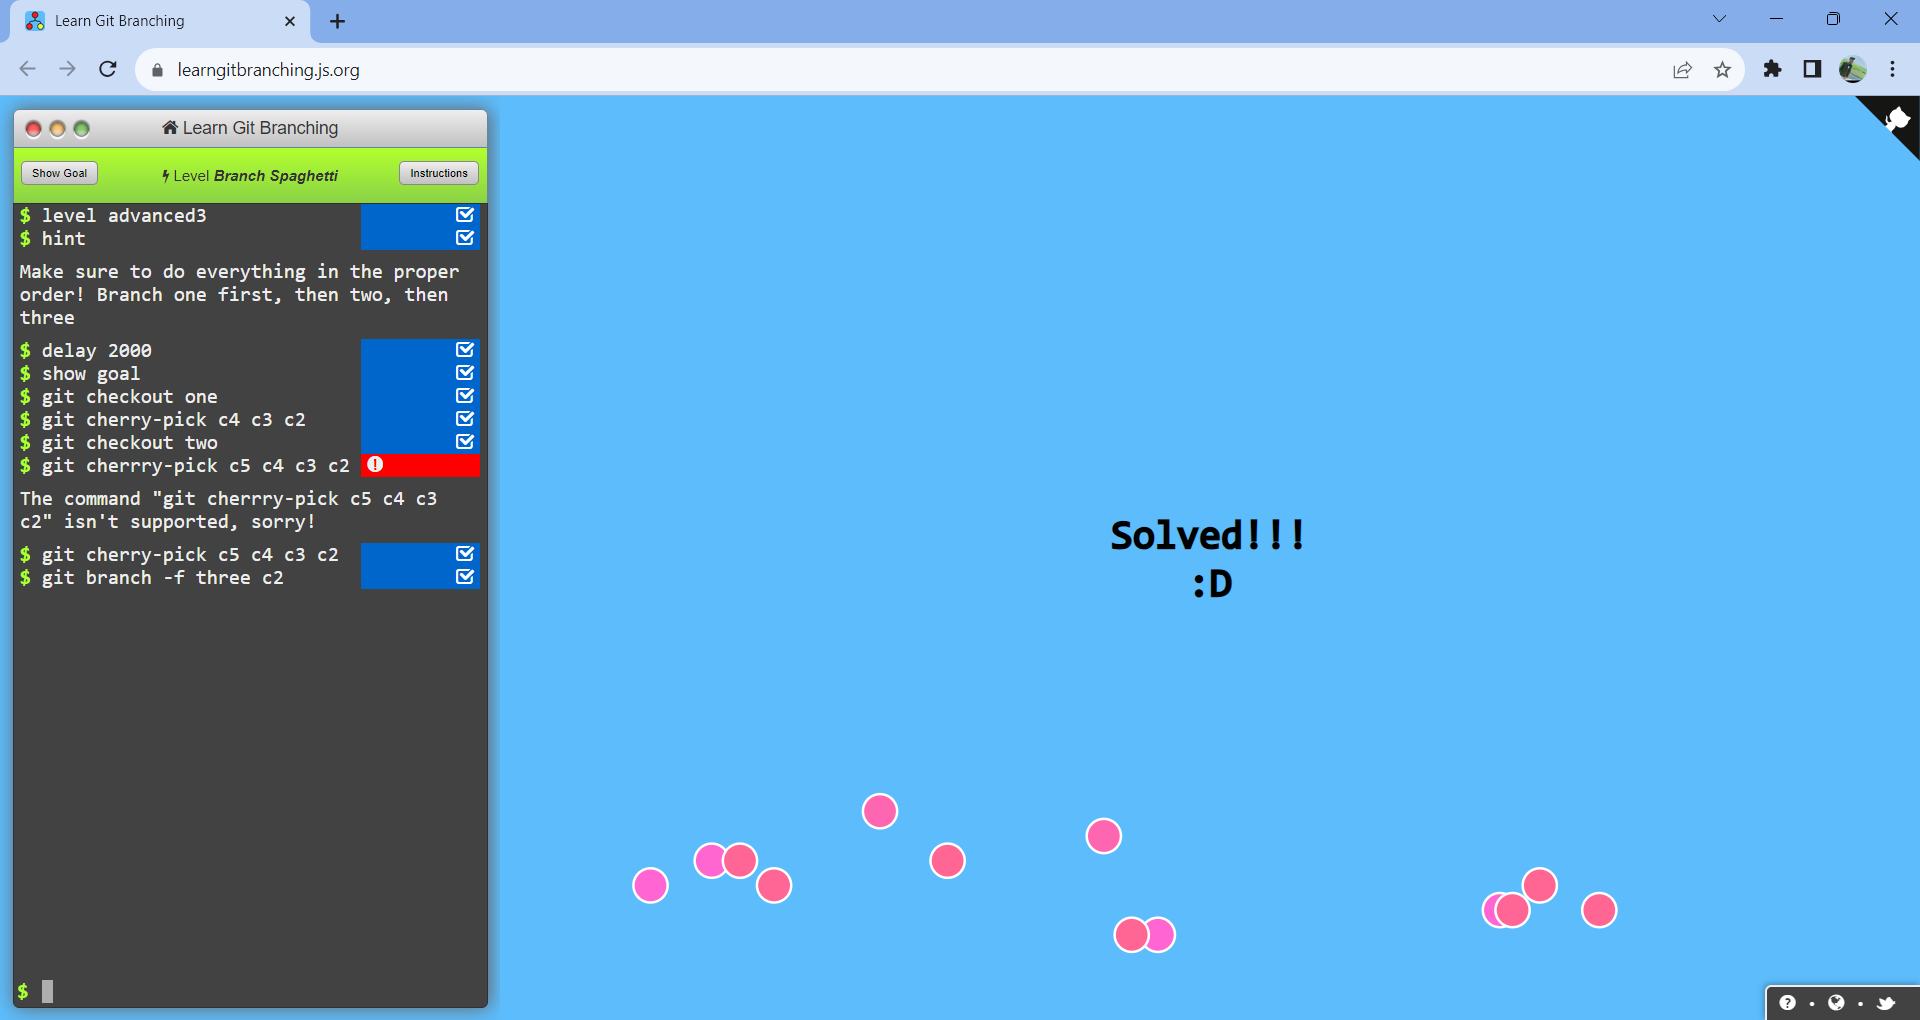 Learn Git Branching
learngitbranching.js.org
Learn Git Branching
Show Goal
Level Branch Spaghetti
Instructions
$ level advanced3
$ hint
Make sure to do everything in the proper
order! Branch one first, then two, then
three
$ delay 2000
$ show goal
$ git checkout one
$ git cherry-pick c4 c3 c2
$ git checkout two
$ git cherrry-pick c5 c4 c3 c2
The command "git cherrry-pick c5 c4 c3
c2" isn't supported, sorry!
$ git cherry-pick c5 c4 c3 c2
$ git branch -f three c2
$
Solved!!!
:D